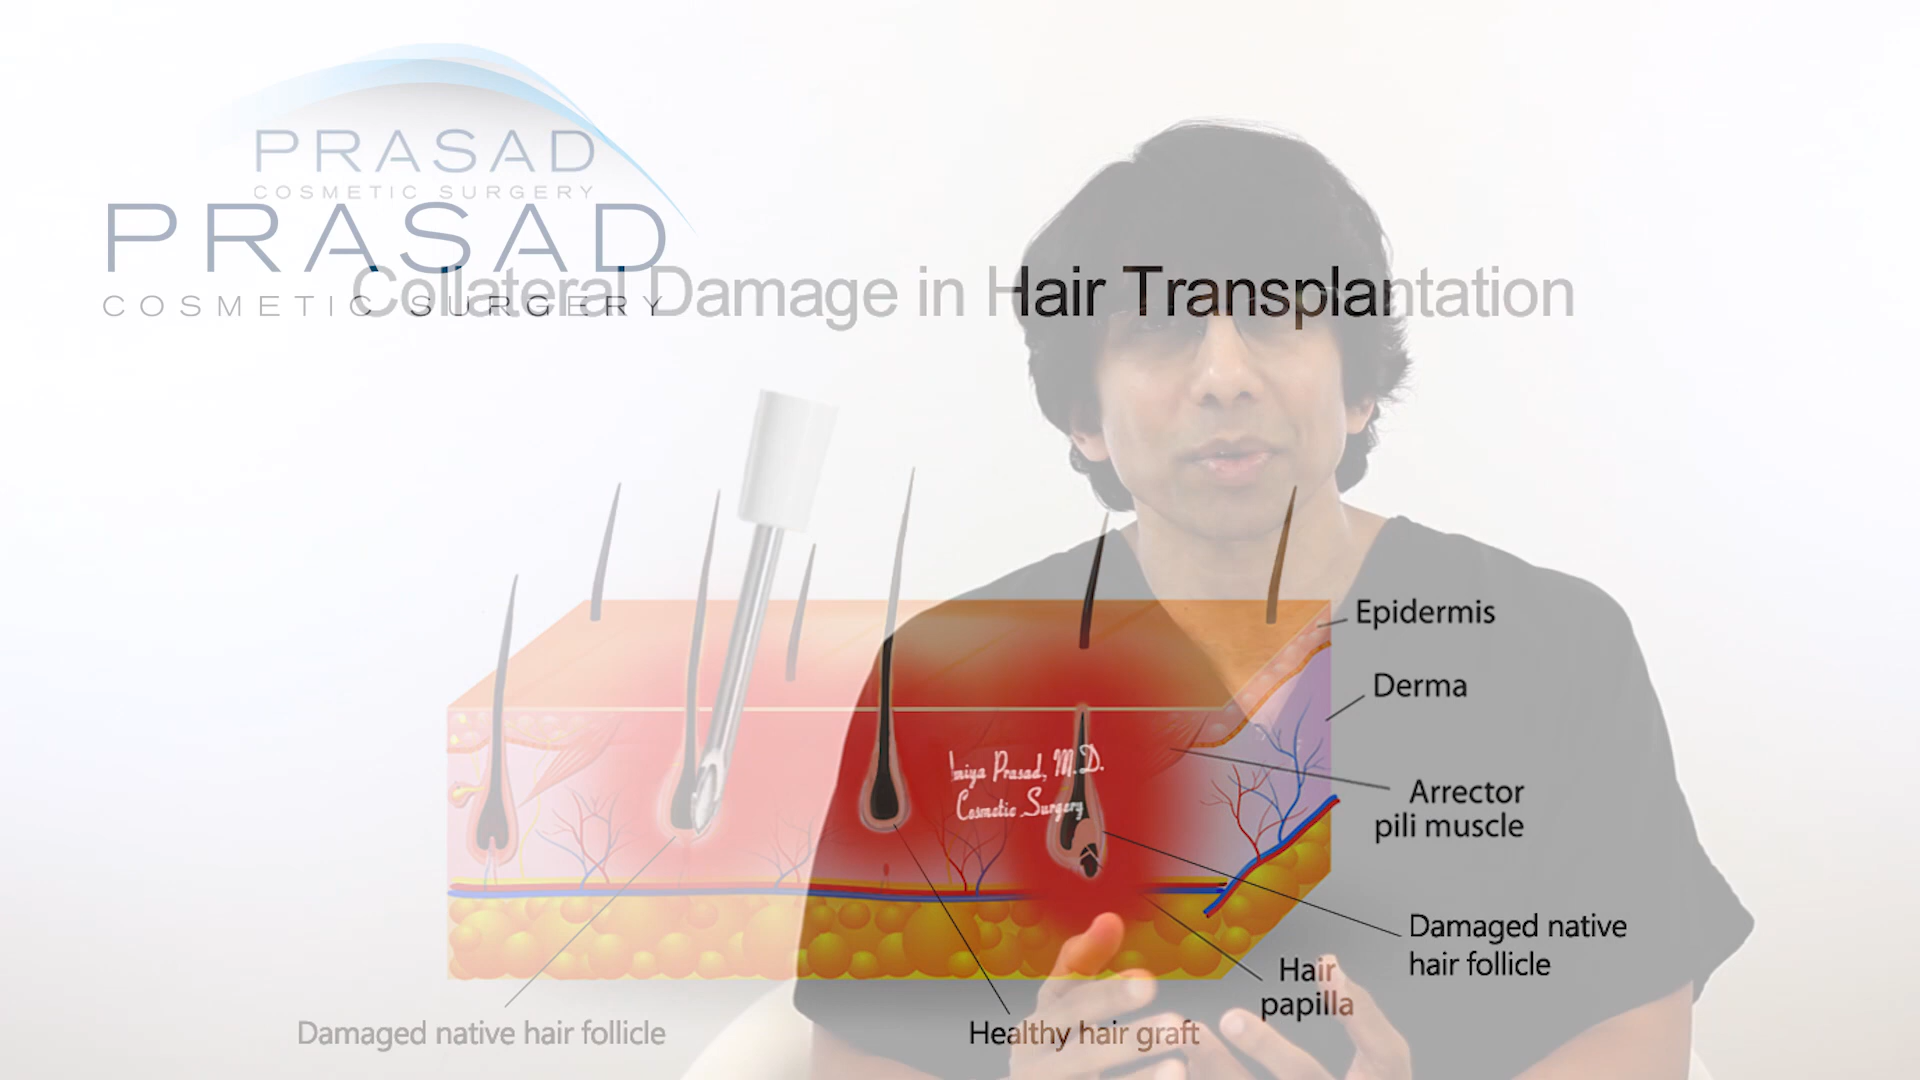 PRASAD
COSMETIC SURGERY
PRASAD
COSMETIC SURGERY
Collateral Damage in Hair Transplantation
Epidermis
Derma
Prasad, M.D.
Cosmetic Surgery
Arrector
pili muscle
Damaged native
hair follicle
Hair
papilla
Damaged native hair follicle
Healthy hair graft